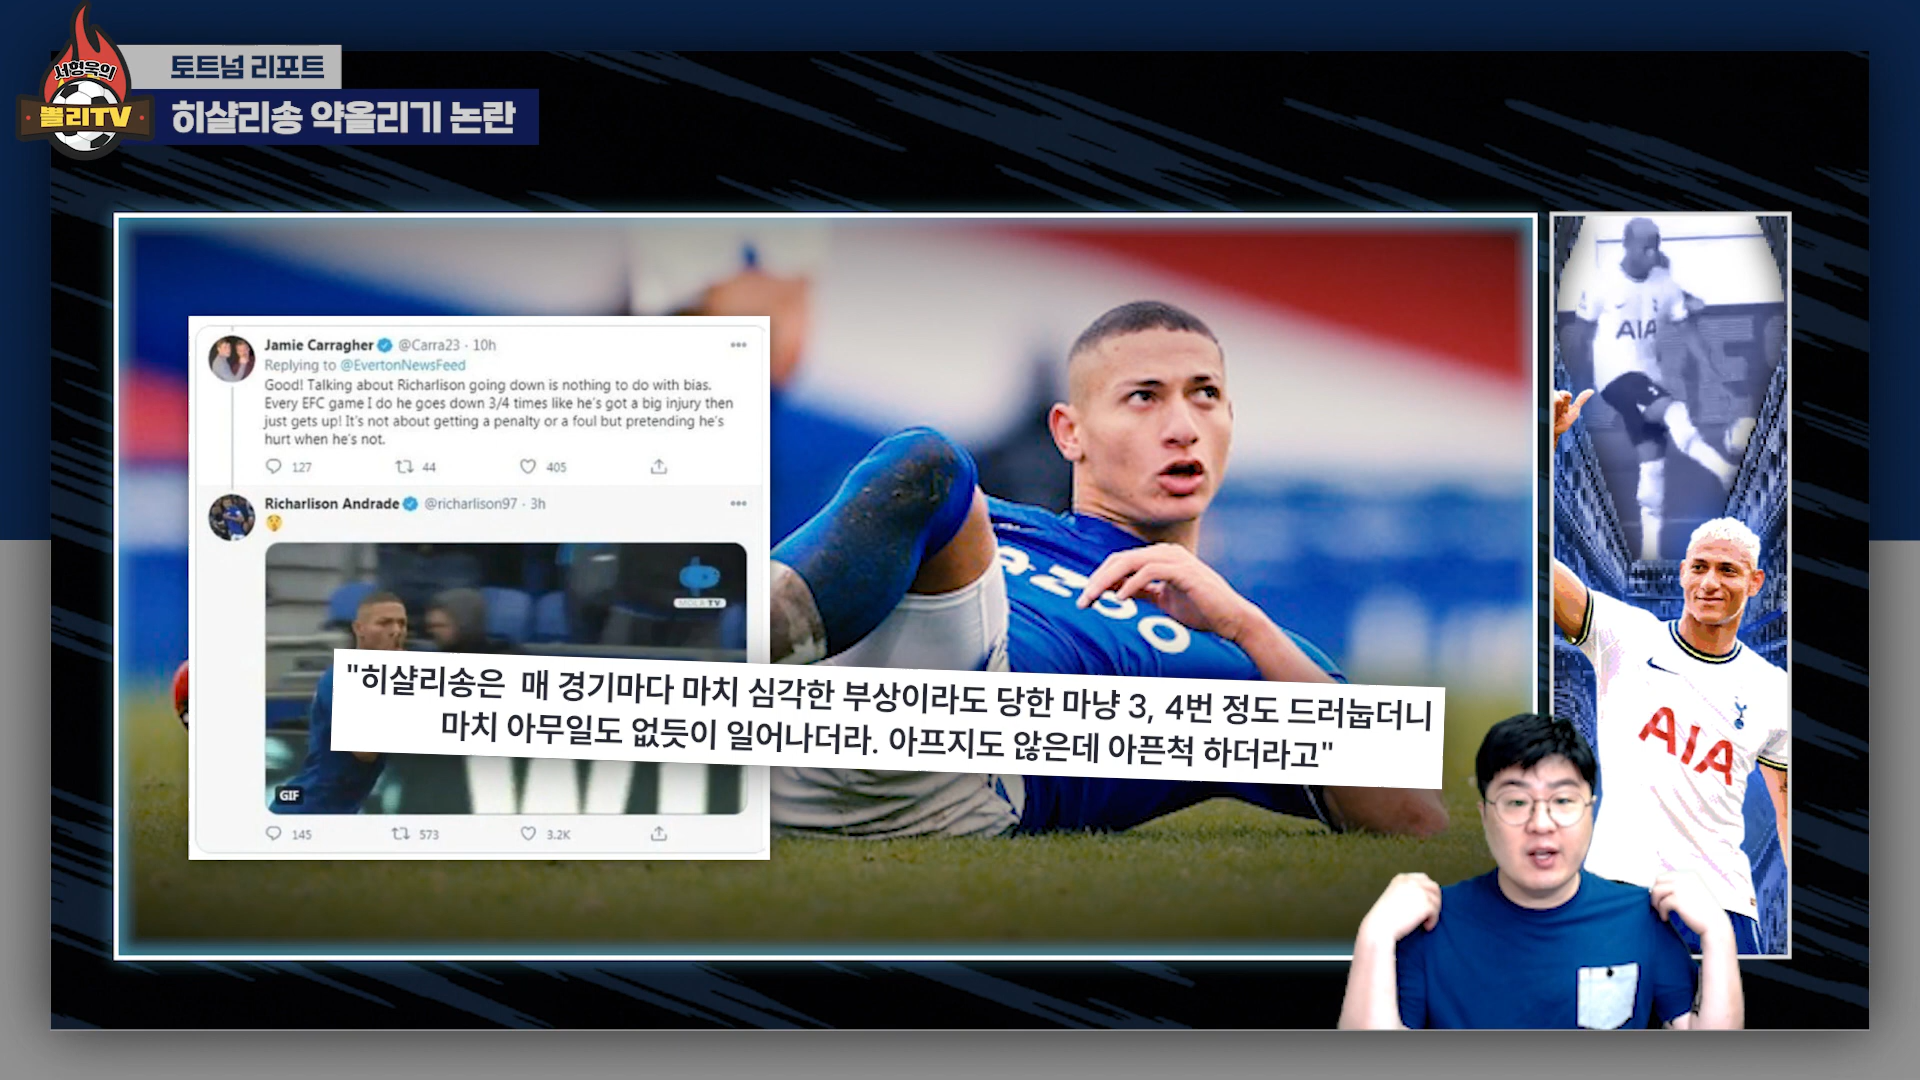 서형욱의
뽈리TV
토트넘 리포트
히샬리송 약올리기 논란
Jamie Carragher @Carra23 · 10h
Replying to @EvertonNewsFeed
Good! Talking about Richarlison going down is nothing to do with bias.
Every EFC game I do he goes down 3/4 times like he's got a big injury then
just gets up! It's not about getting a penalty or a foul but pretending he's
hurt when he's not.
127 44 405
Richarlison Andrade @richarlison97 · 3h
MOLA TV
GIF
145 573 3.2K
"히샬리송은 매 경기마다 마치 심각한 부상이라도 당한 마냥 3, 4번 정도 드러눕더니
마치 아무일도 없듯이 일어나더라. 아프지도 않은데 아픈척 하더라고"
AIA
AIA